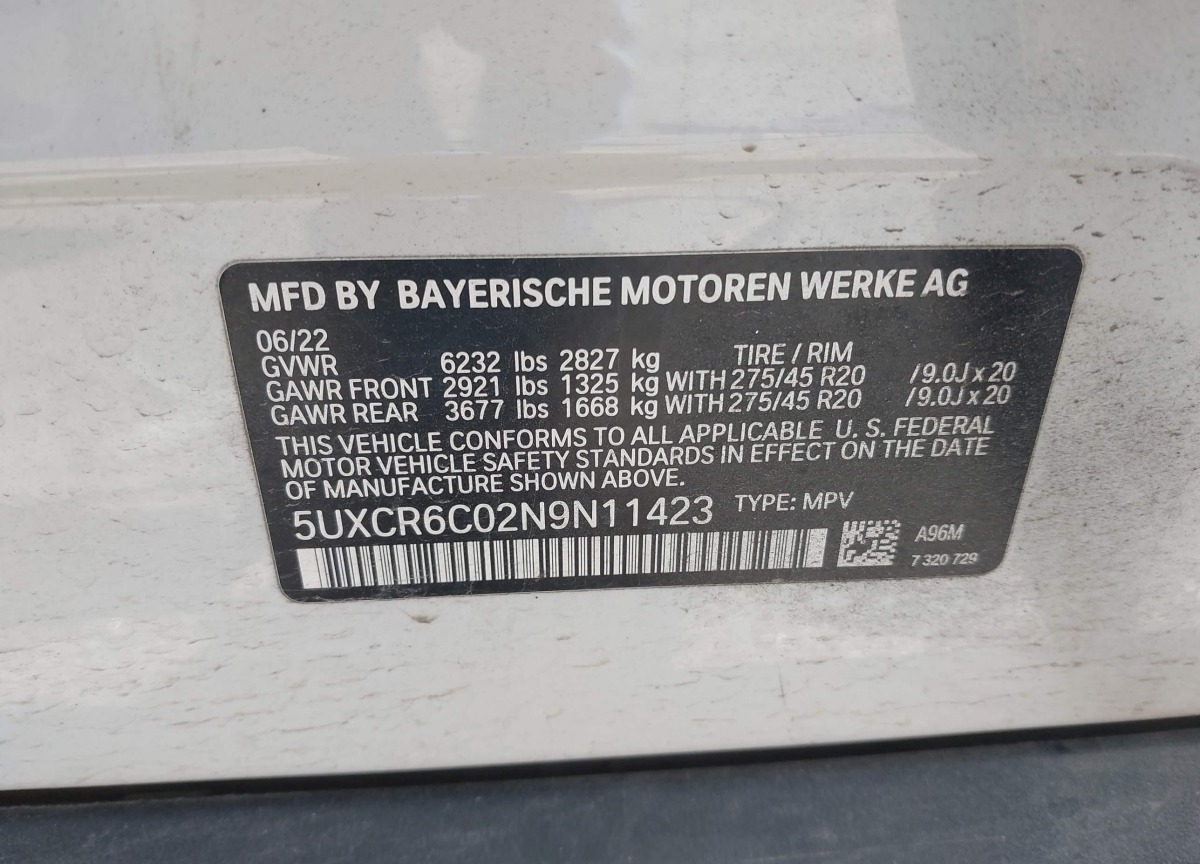 MFD BY BAYERISCHE MOTOREN WERKE AG
06/22
GVWR 6232 lbs 2827 kg TIRE / RIM
GAWR FRONT 2921 lbs 1325 kg WITH 275/45 R20 /9.0J x 20
GAWR REAR 3677 lbs 1668 kg WITH 275/45 R20 /9.0J x 20
THIS VEHICLE CONFORMS TO ALL APPLICABLE U. S. FEDERAL
MOTOR VEHICLE SAFETY STANDARDS IN EFFECT ON THE DATE
OF MANUFACTURE SHOWN ABOVE.
5UXCR6C02N9N11423 TYPE: MPV
A96M
7 320 729